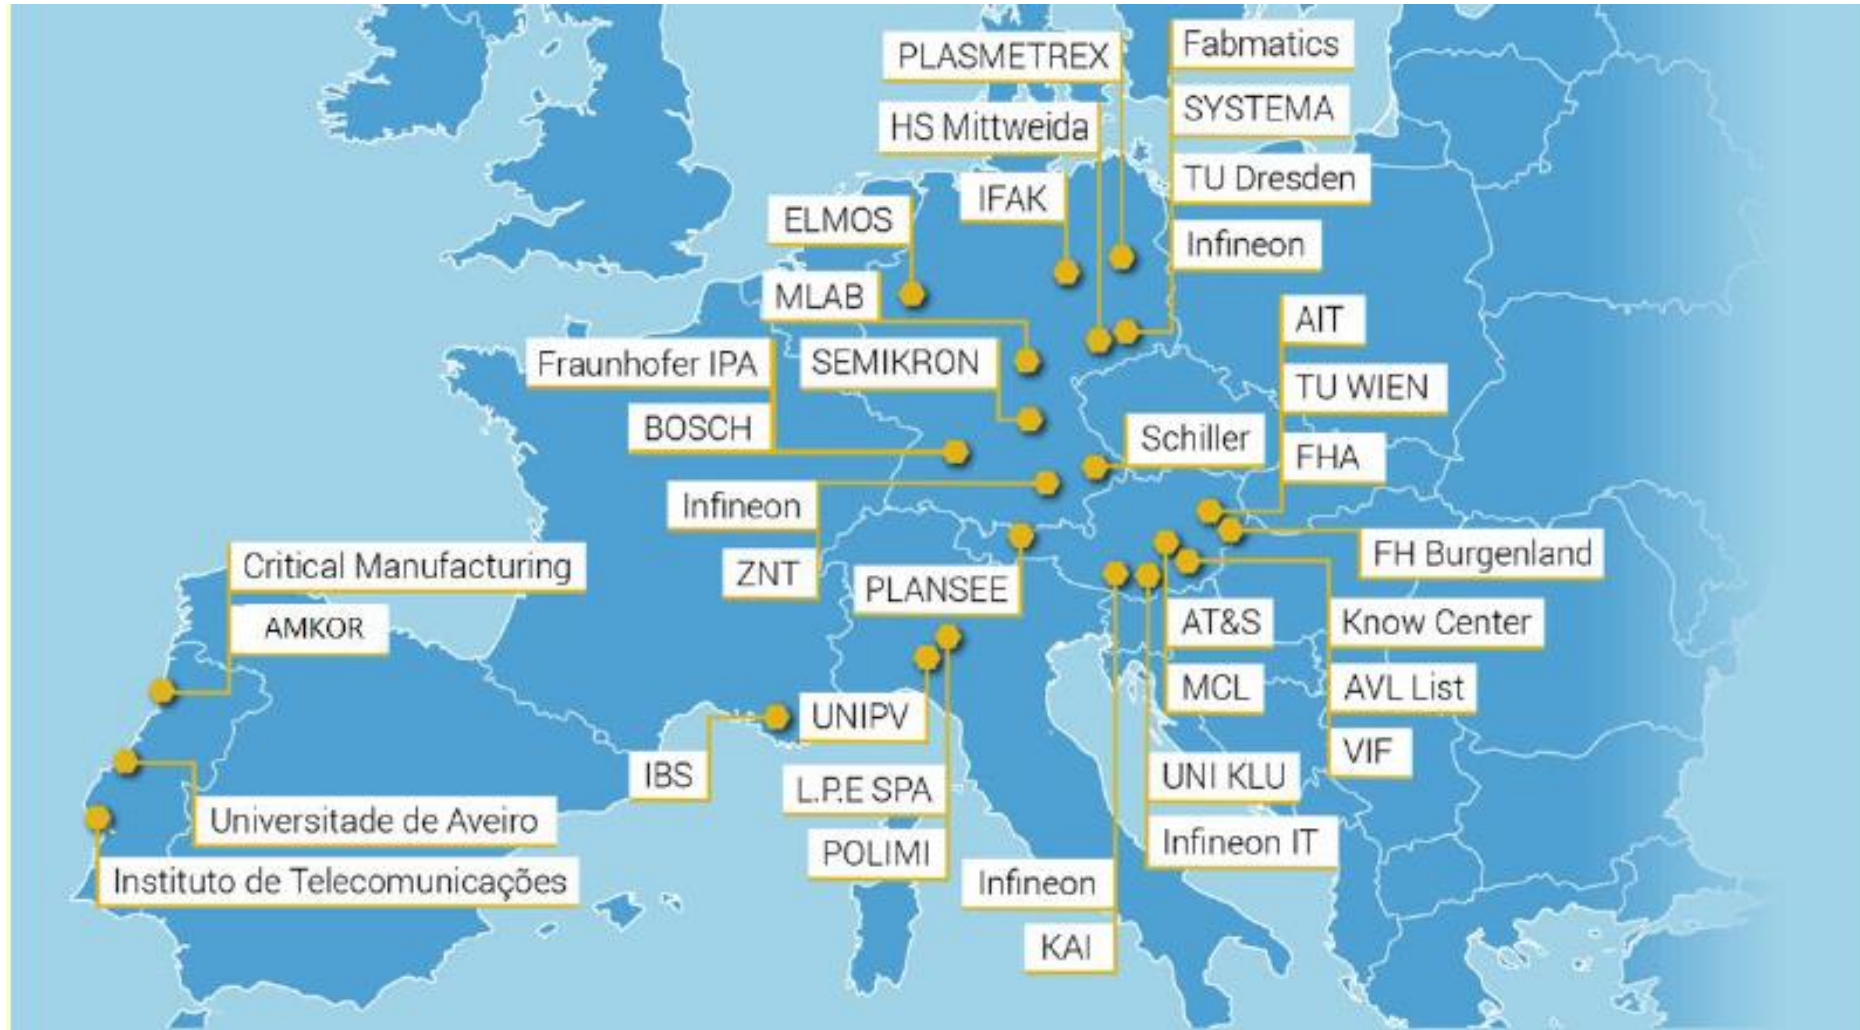 PLASMETREX
Fabmatics
HS Mittweida
SYSTEMA
IFAK
TU Dresden
ELMOS
Infineon
MLAB
AIT
Fraunhofer IPA
SEMIKRON
TU WIEN
BOSCH
Schiller
FHA
Infineon
ZNT
FH Burgenland
Critical Manufacturing
PLANSEE
AMKOR
AT&S
Know Center
MCL
AVL List
UNIPV
VIF
IBS
L.P.E SPA
UNI KLU
POLIMI
Infineon IT
Universitade de Aveiro
Instituto de Telecomunicações
Infineon
KAI